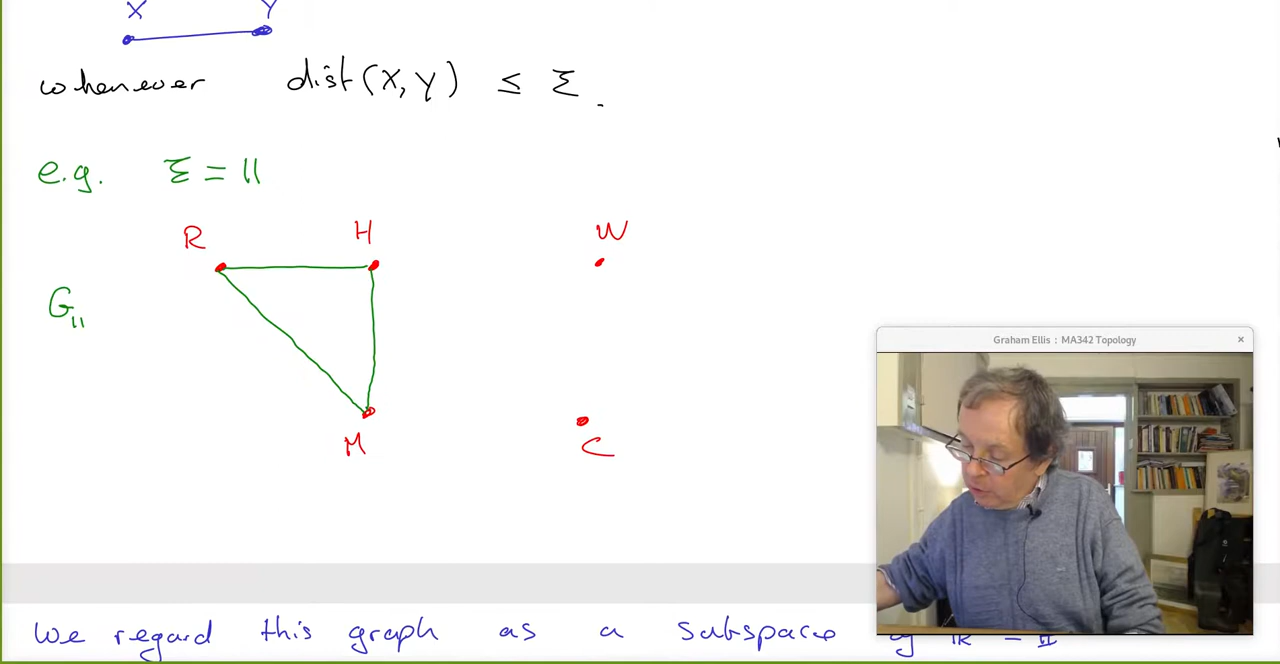 X Y
whenever dist(X, Y) ≤ Σ.
e.g. Σ = 11
R H W
G₁₁
Graham Ellis : MA342 Topology ×
M C
We regard this graph as a subspace